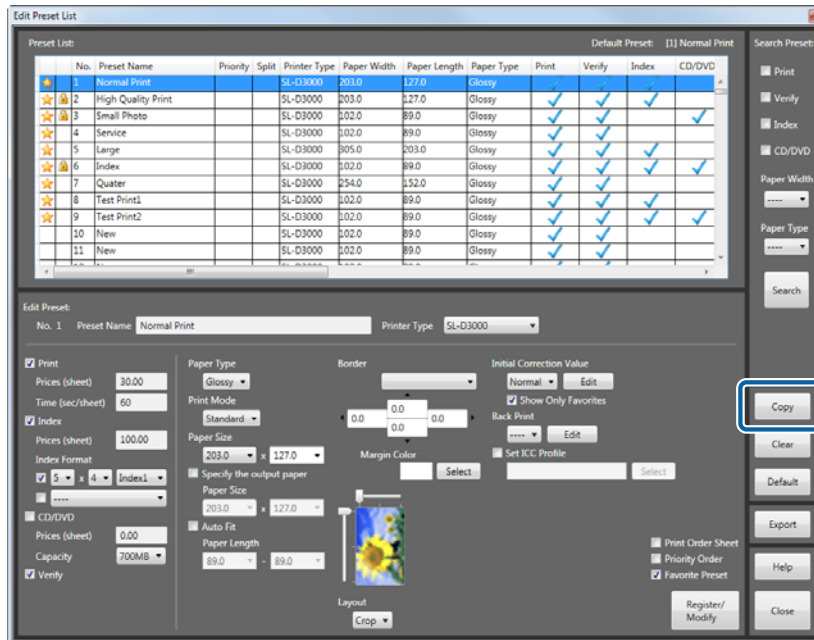 Edit Preset List
Preset List:
Default Preset: [1] Normal Print
No. Preset Name Priority Split Printer Type Paper Width Paper Length Paper Type Print Verify Index CD/DVD
1 Normal Print SL-D3000 203.0 127.0 Glossy
2 High Quality Print SL-D3000 203.0 127.0 Glossy
3 Small Photo SL-D3000 102.0 89.0 Glossy
4 Service SL-D3000 102.0 89.0 Glossy
5 Large SL-D3000 305.0 203.0 Glossy
6 Index SL-D3000 102.0 89.0 Glossy
7 Quater SL-D3000 254.0 152.0 Glossy
8 Test Print1 SL-D3000 102.0 89.0 Glossy
9 Test Print2 SL-D3000 102.0 89.0 Glossy
10 New SL-D3000 102.0 89.0 Glossy
11 New SL-D3000 102.0 89.0 Glossy
Search Preset:
Print
Verify
Index
CD/DVD
Paper Width
----
Paper Type
----
Search
Copy
Clear
Default
Export
Help
Close
Edit Preset:
No. 1 Preset Name Normal Print Printer Type SL-D3000
Print
Prices (sheet) 30.00
Time (sec/sheet) 60
Index
Prices (sheet) 100.00
Index Format
5 x 4 Index1
----
CD/DVD
Prices (sheet) 0.00
Capacity 700MB
Verify
Paper Type
Glossy
Print Mode
Standard
Paper Size
203.0 x 127.0
Specify the output paper
Paper Size
203.0 x 127.0
Auto Fit
Paper Length
89.0 - 89.0
Border
0.0
0.0 0.0
0.0
Margin Color
Select
Layout
Crop
Initial Correction Value
Normal Edit
Show Only Favorites
Back Print
---- Edit
Set ICC Profile
Select
Print Order Sheet
Priority Order
Favorite Preset
Register/
Modify